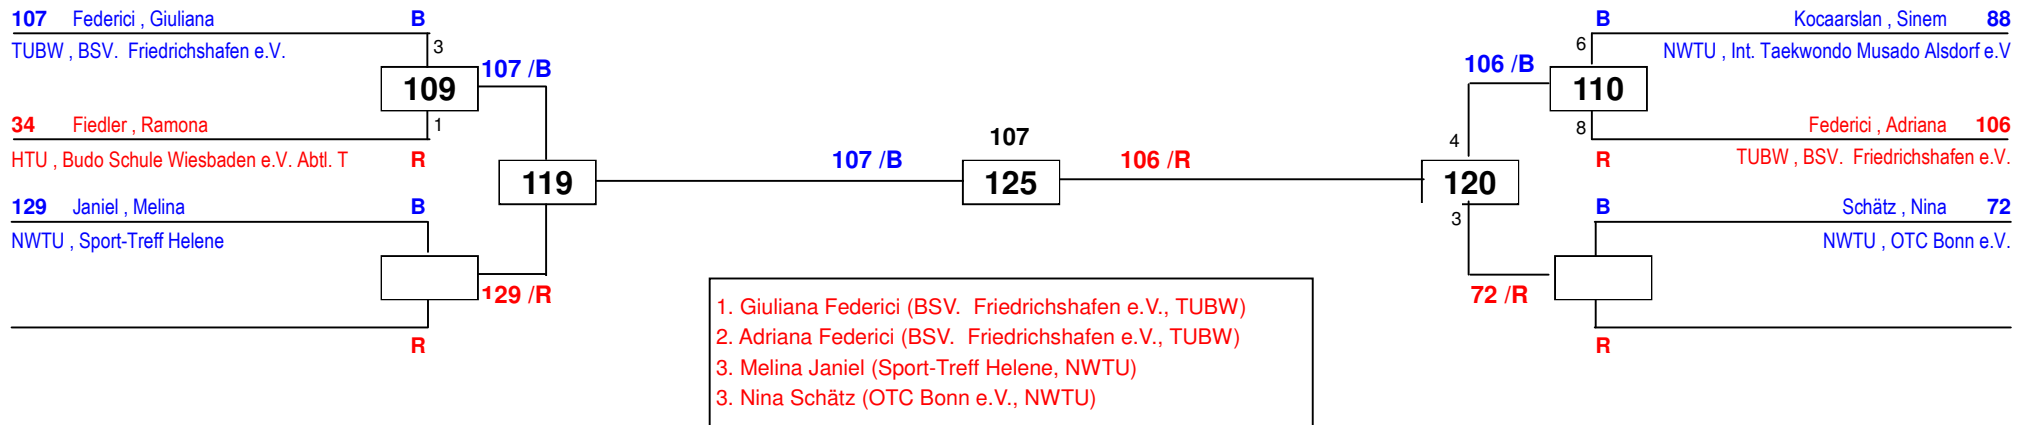 107 Federici , Giuliana B
TUBW , BSV.  Friedrichshafen e.V.
3
109
107 /B
34 Fiedler , Ramona
1
HTU , Budo Schule Wiesbaden e.V. Abtl. T R
119
129 Janiel , Melina B
NWTU , Sport-Treff Helene
129 /R
R
107 /B
107
125
106 /R
B Kocaarslan , Sinem 88
6
NWTU , Int. Taekwondo Musado Alsdorf e.V
106 /B
110
8
Federici , Adriana 106
R TUBW , BSV.  Friedrichshafen e.V.
4
120
3
B Schätz , Nina 72
NWTU , OTC Bonn e.V.
72 /R
R
1. Giuliana Federici (BSV.  Friedrichshafen e.V., TUBW)
2. Adriana Federici (BSV.  Friedrichshafen e.V., TUBW)
3. Melina Janiel (Sport-Treff Helene, NWTU)
3. Nina Schätz (OTC Bonn e.V., NWTU)